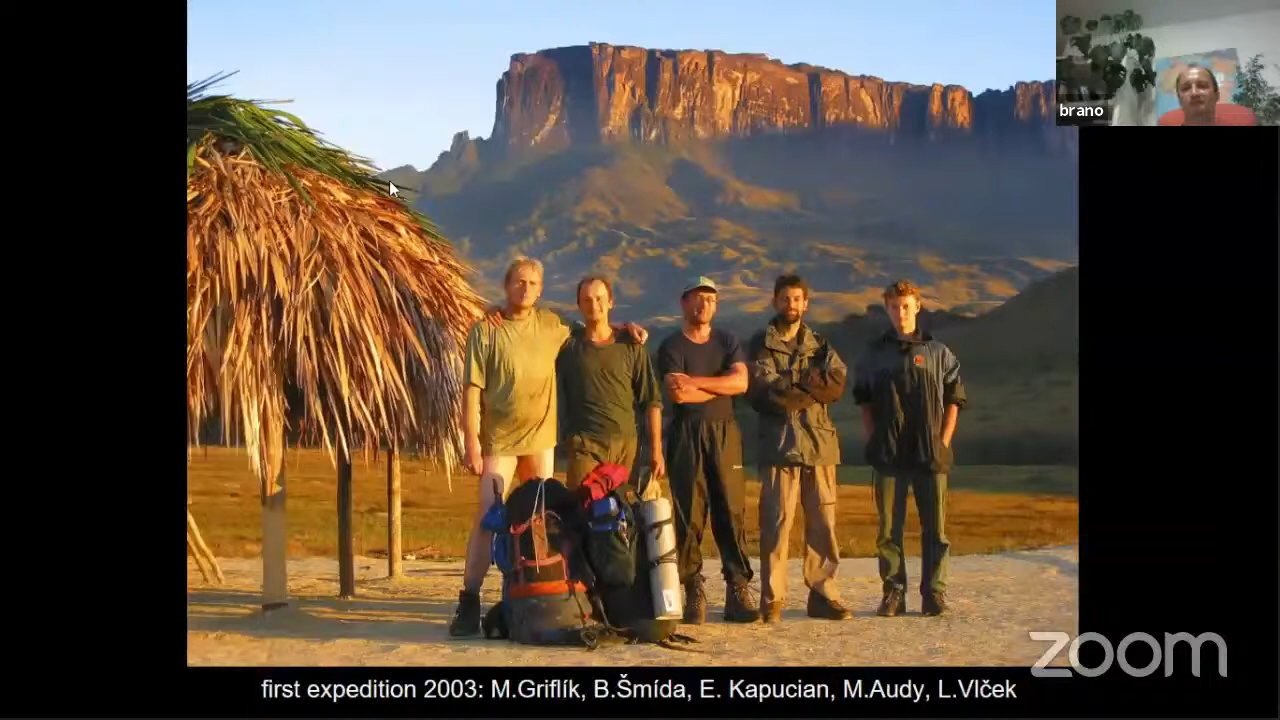 brano
zoom
first expedition 2003: M.Griflík, B.Šmída, E. Kapucian, M.Audy, L.Vlček